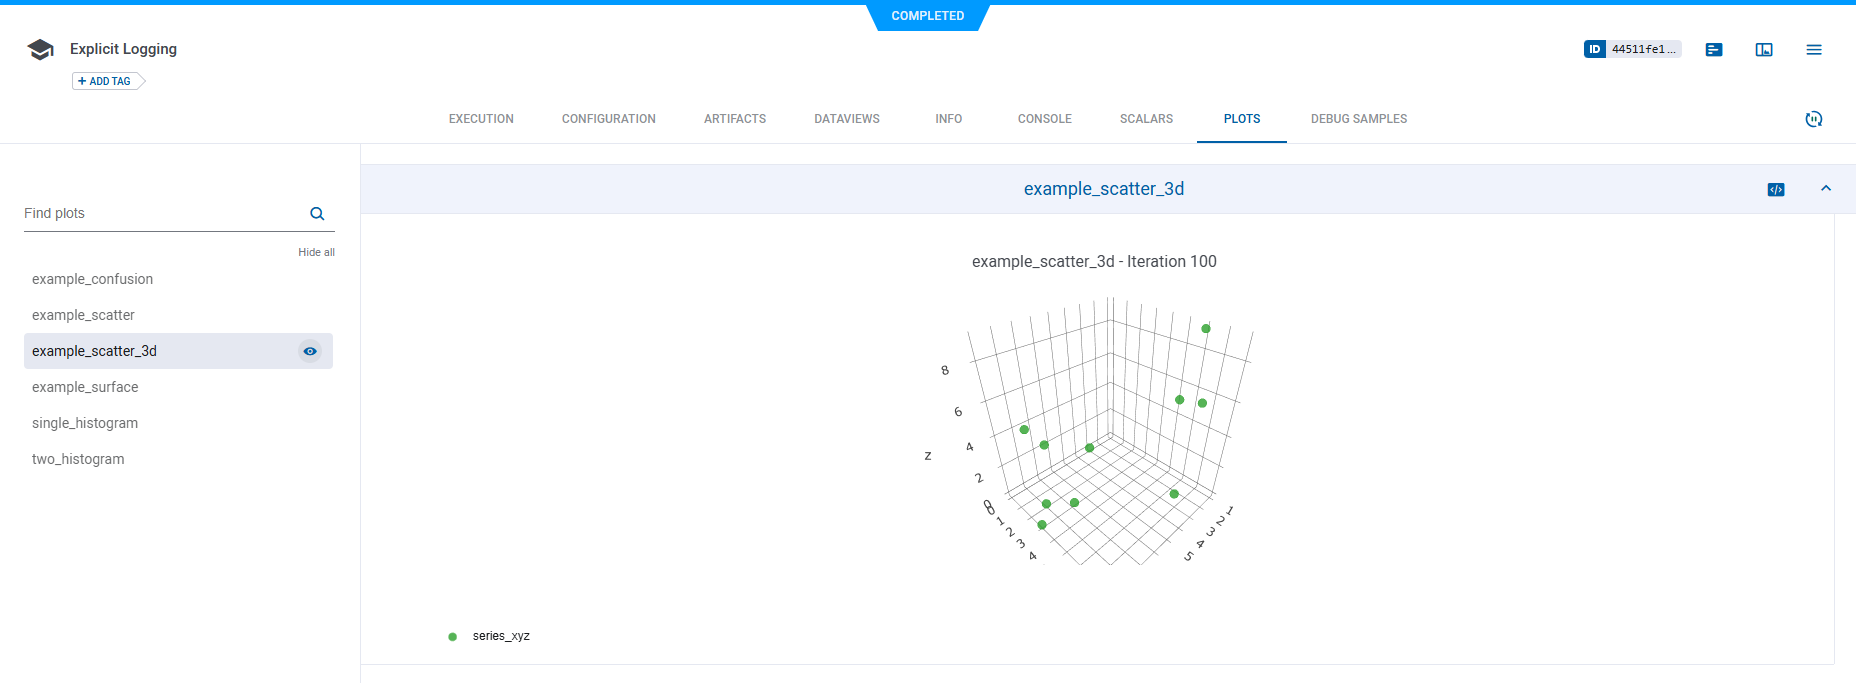 COMPLETED
Explicit Logging
ID 44511fe1...
+ ADD TAG
EXECUTION CONFIGURATION ARTIFACTS DATAVIEWS INFO CONSOLE SCALARS PLOTS DEBUG SAMPLES
example_scatter_3d
Find plots
Hide all
example_confusion
example_scatter
example_scatter_3d
example_surface
single_histogram
two_histogram
example_scatter_3d - Iteration 100
8
6
4
z
2
0
0
1
2
3
4
1
2
3
4
5
series_xyz